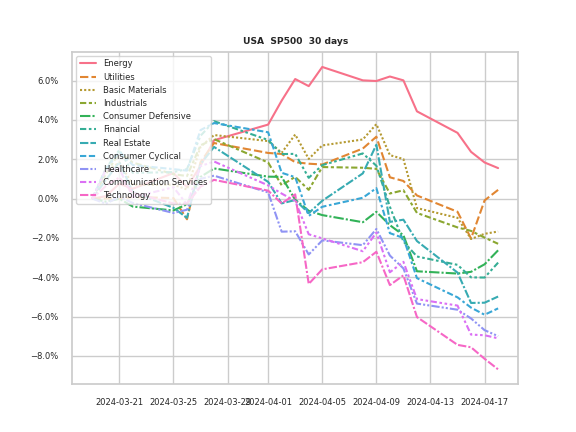 USA SP500 30 days
Energy
Utilities
Basic Materials
Industrials
Consumer Defensive
Financial
Real Estate
Consumer Cyclical
Healthcare
Communication Services
Technology
6.0%
4.0%
2.0%
0.0%
−2.0%
−4.0%
−6.0%
−8.0%
2024-03-21 2024-03-25 2024-03-29 2024-04-01 2024-04-05 2024-04-09 2024-04-13 2024-04-17